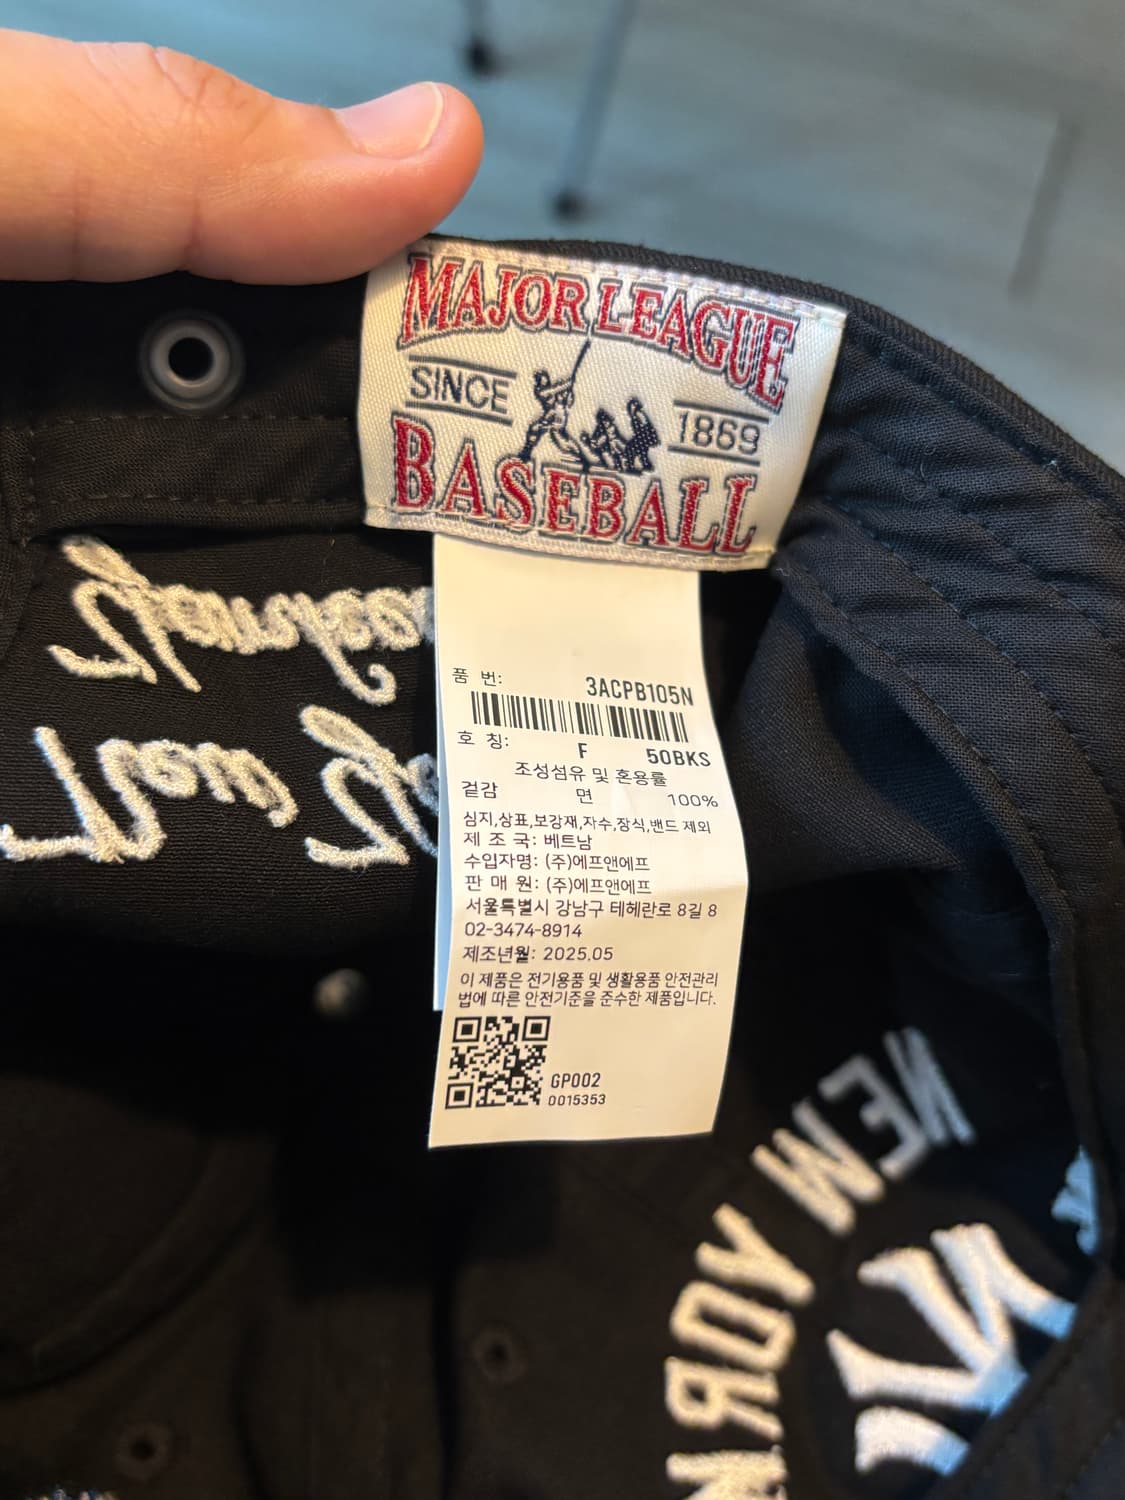 MAJOR LEAGUE
SINCE 1869
BASEBALL
품 번: 3ACPB105N
호 칭: F 50BKS
조성섬유 및 혼용률
겉감 면 100%
심지,상표,보강재,자수,장식,밴드 제외
제 조 국: 베트남
수입자명: (주)에프앤에프
판 매 원: (주)에프앤에프
서울특별시 강남구 테헤란로 8길 8
02-3474-8914
제조년월: 2025.05
이 제품은 전기용품 및 생활용품 안전관리
법에 따른 안전기준을 준수한 제품입니다.
GP002
0015353
New
NEW YORK
NY